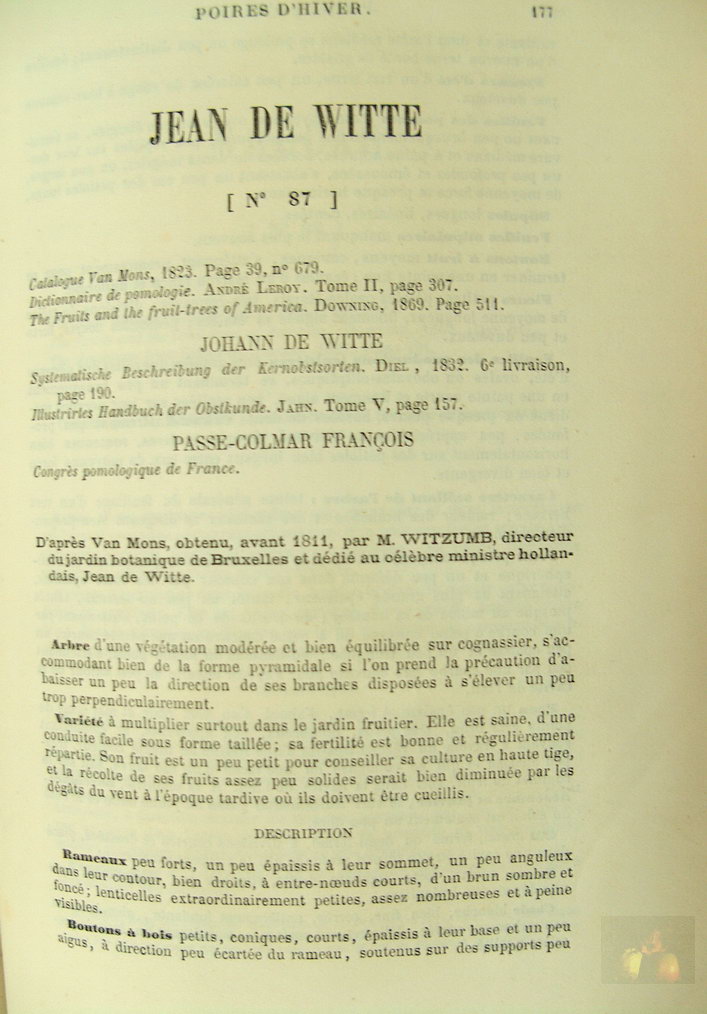 POIRES D'HIVER. 177
JEAN DE WITTE
[ N° 87 ]
Catalogue Van Mons, 1823. Page 39, n° 679.
Dictionnaire de pomologie. ANDRÉ LEROY. Tome II, page 307.
The Fruits and the fruit-trees of America. DOWNING, 1869. Page 511.
JOHANN DE WITTE
Systematische Beschreibung der Kernobstsorten. DIEL, 1832. 6e livraison,
page 190.
Illustrirtes Handbuch der Obstkunde. JAHN. Tome V, page 157.
PASSE-COLMAR FRANÇOIS
Congrès pomologique de France.
D'après Van Mons, obtenu, avant 1811, par M. WITZUMB, directeur
du jardin botanique de Bruxelles et dédié au célèbre ministre hollan-
dais, Jean de Witte.
Arbre d'une végétation modérée et bien équilibrée sur cognassier, s'ac-
commodant bien de la forme pyramidale si l'on prend la précaution d'a-
baisser un peu la direction de ses branches disposées à s'élever un peu
trop perpendiculairement.
Variété à multiplier surtout dans le jardin fruitier. Elle est saine, d'une
conduite facile sous forme taillée ; sa fertilité est bonne et régulièrement
répartie. Son fruit est un peu petit pour conseiller sa culture en haute tige,
et la récolte de ses fruits assez peu solides serait bien diminuée par les
dégâts du vent à l'époque tardive où ils doivent être cueillis.
DESCRIPTION
Rameaux peu forts, un peu épaissis à leur sommet, un peu anguleux
dans leur contour, bien droits, à entre-nœuds courts, d'un brun sombre et
foncé ; lenticelles extraordinairement petites, assez nombreuses et à peine
visibles.
Boutons à bois petits, coniques, courts, épaissis à leur base et un peu
aigus, à direction peu écartée du rameau, soutenus sur des supports peu